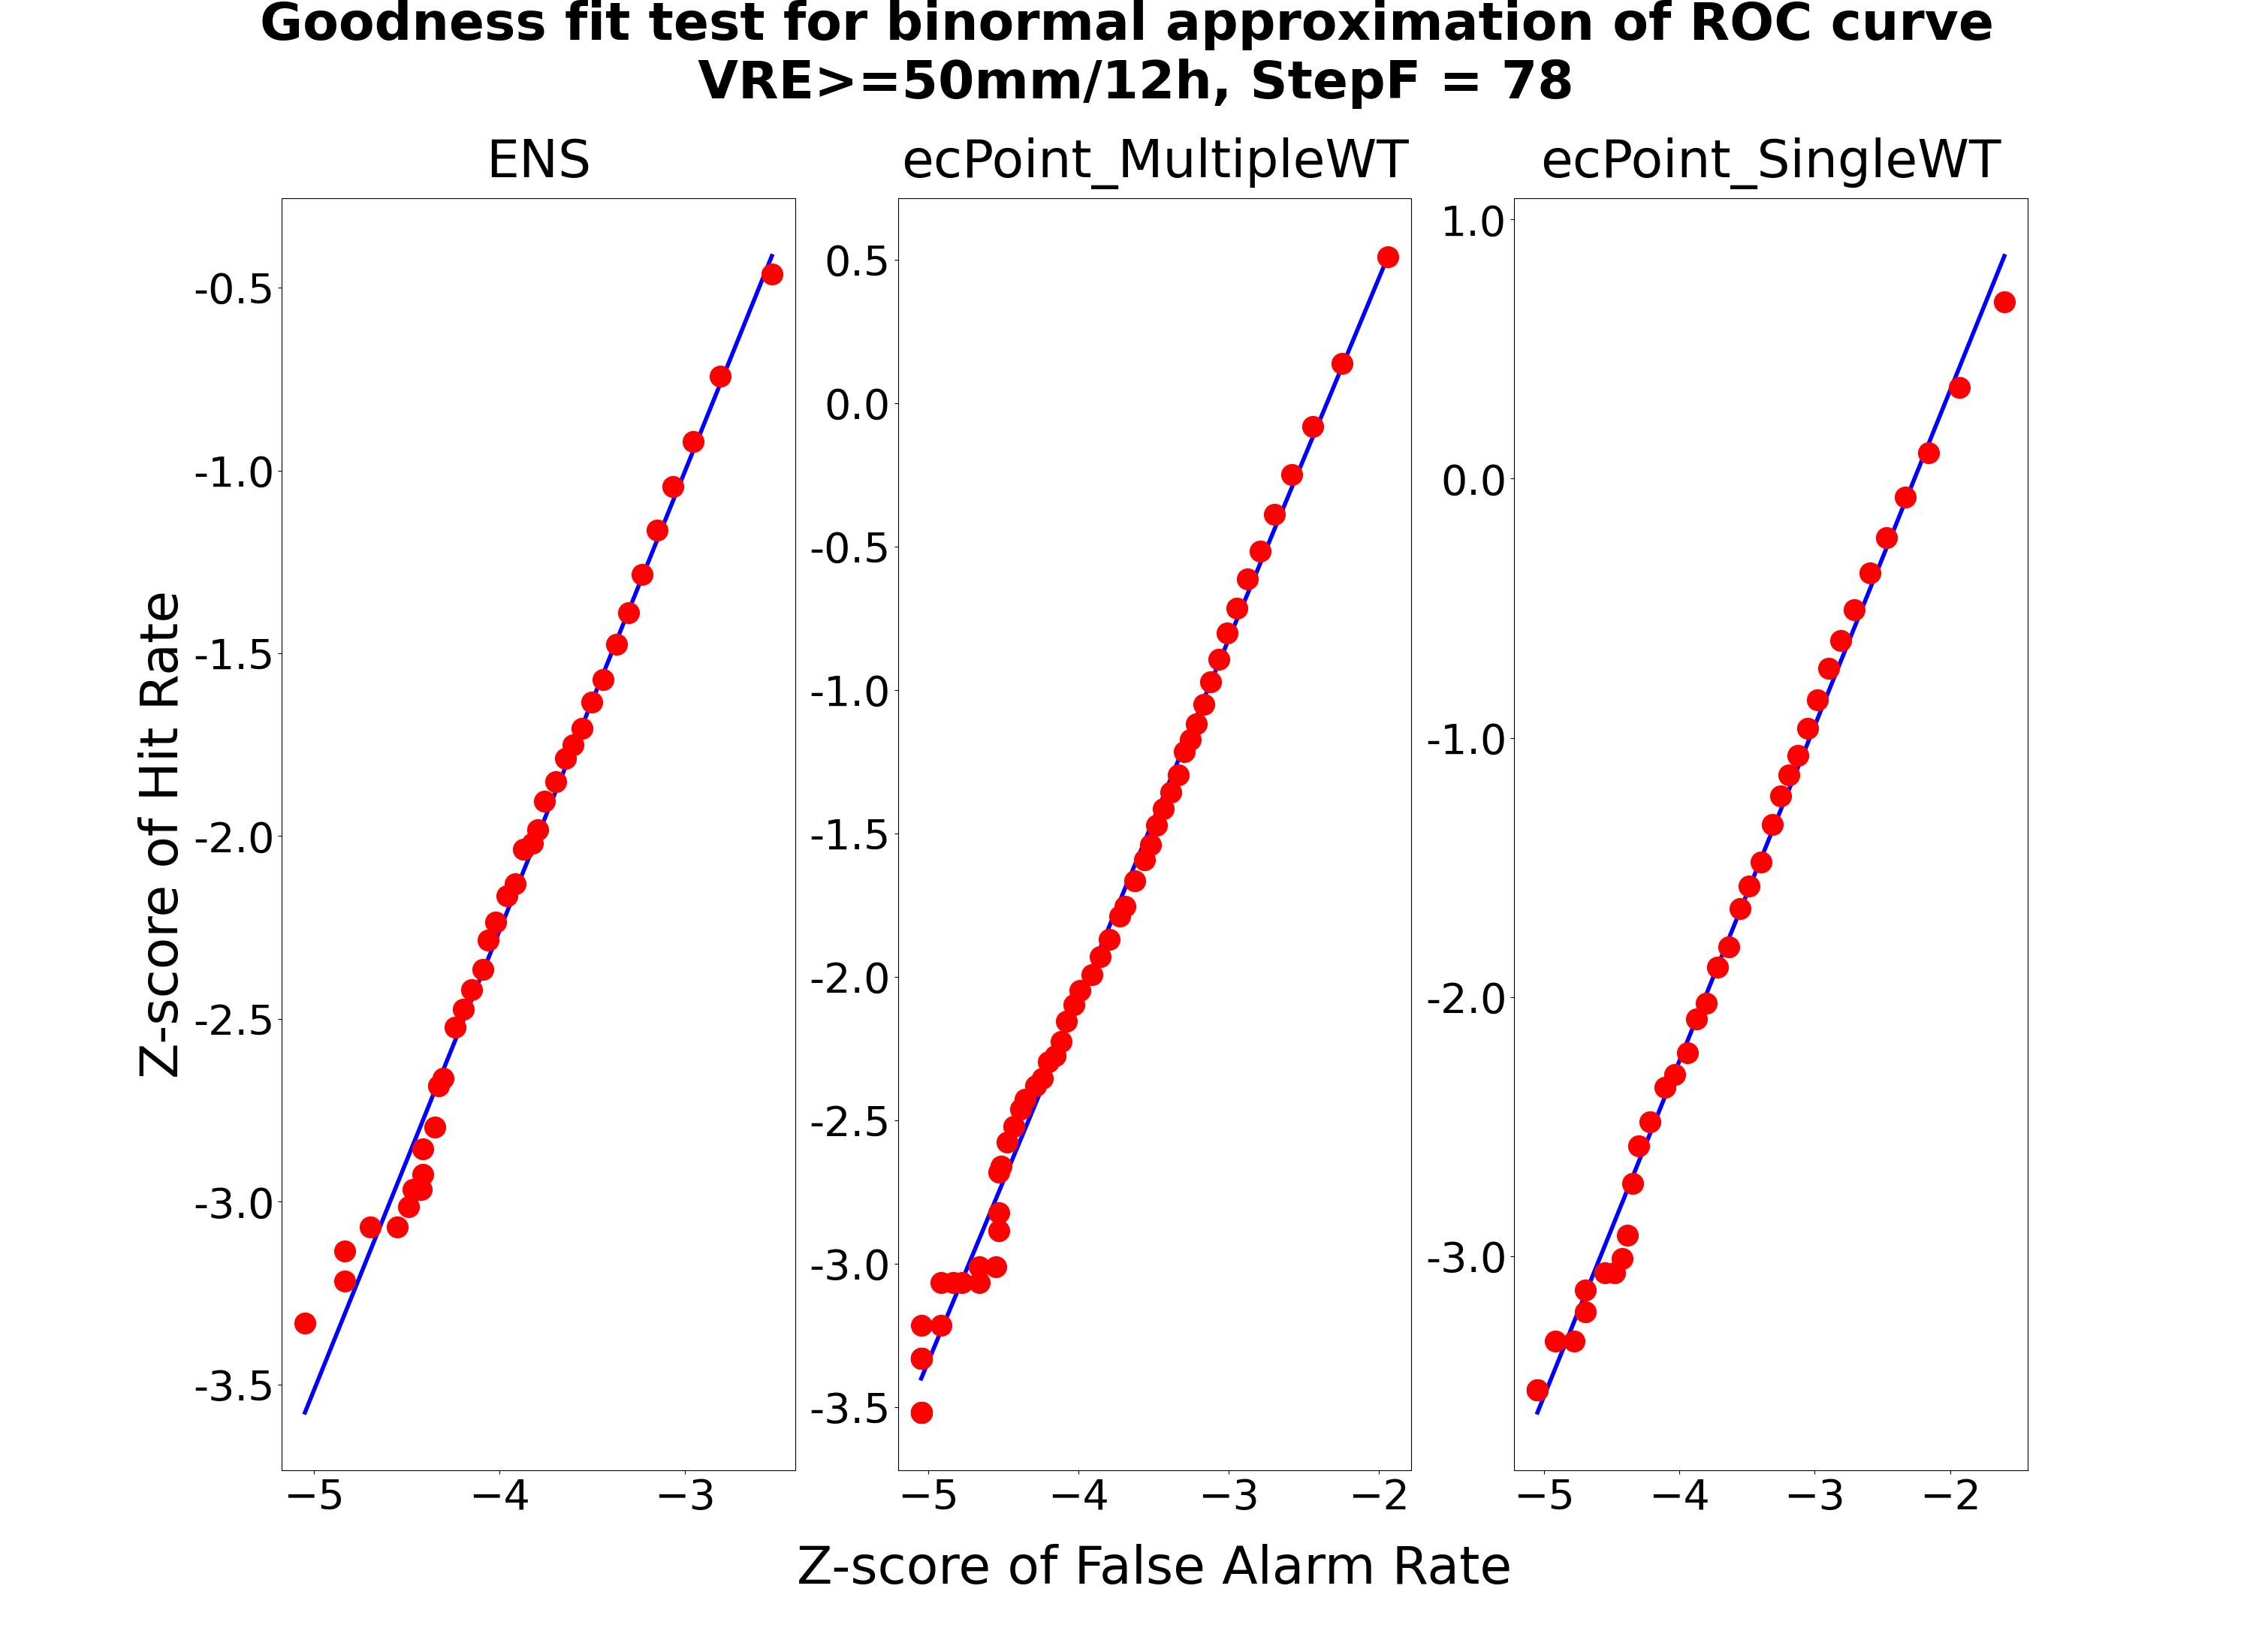 Goodness fit test for binormal approximation of ROC curve
VRE>=50mm/12h, StepF = 78
ENS
ecPoint_MultipleWT
ecPoint_SingleWT
Z-score of Hit Rate
-0.5
-1.0
-1.5
-2.0
-2.5
-3.0
-3.5
−5 −4 −3
0.5
0.0
-0.5
-1.0
-1.5
-2.0
-2.5
-3.0
-3.5
−5 −4 −3 −2
1.0
0.0
-1.0
-2.0
-3.0
−5 −4 −3 −2
Z-score of False Alarm Rate